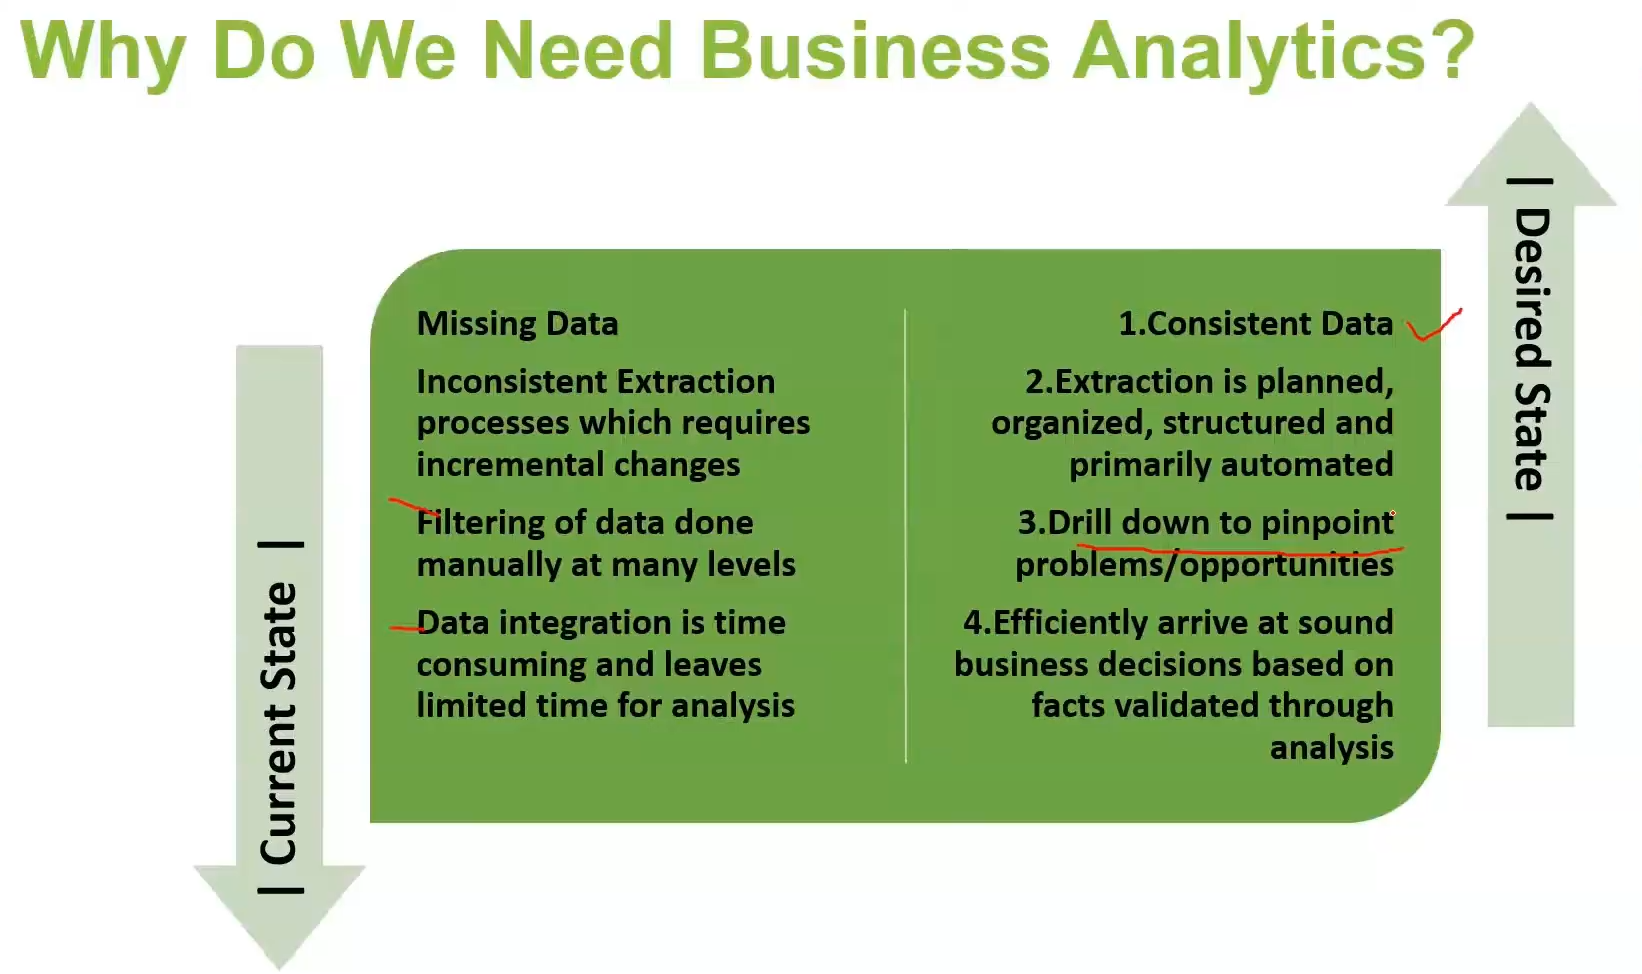 Why Do We Need Business Analytics?
| Current State |
Missing Data
Inconsistent Extraction
processes which requires
incremental changes
Filtering of data done
manually at many levels
Data integration is time
consuming and leaves
limited time for analysis
1.Consistent Data
2.Extraction is planned,
organized, structured and
primarily automated
3.Drill down to pinpoint
problems/opportunities
4.Efficiently arrive at sound
business decisions based on
facts validated through
analysis
| Desired State |